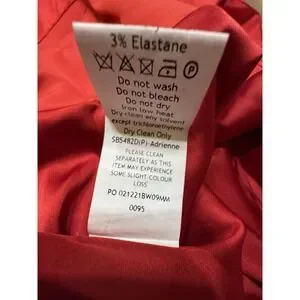 3% Elastane
P
Do not wash
Do not bleach
Do not dry
Iron low heat
Dry clean any solvent
except trichloroethylene
Dry Clean Only
SB5482D(P)-Adrienne
PLEASE CLEAN
SEPARATELY AS THIS
ITEM MAY EXPERIENCE
SOME SLIGHT COLOUR
LOSS
PO 021221BW09MM
0095